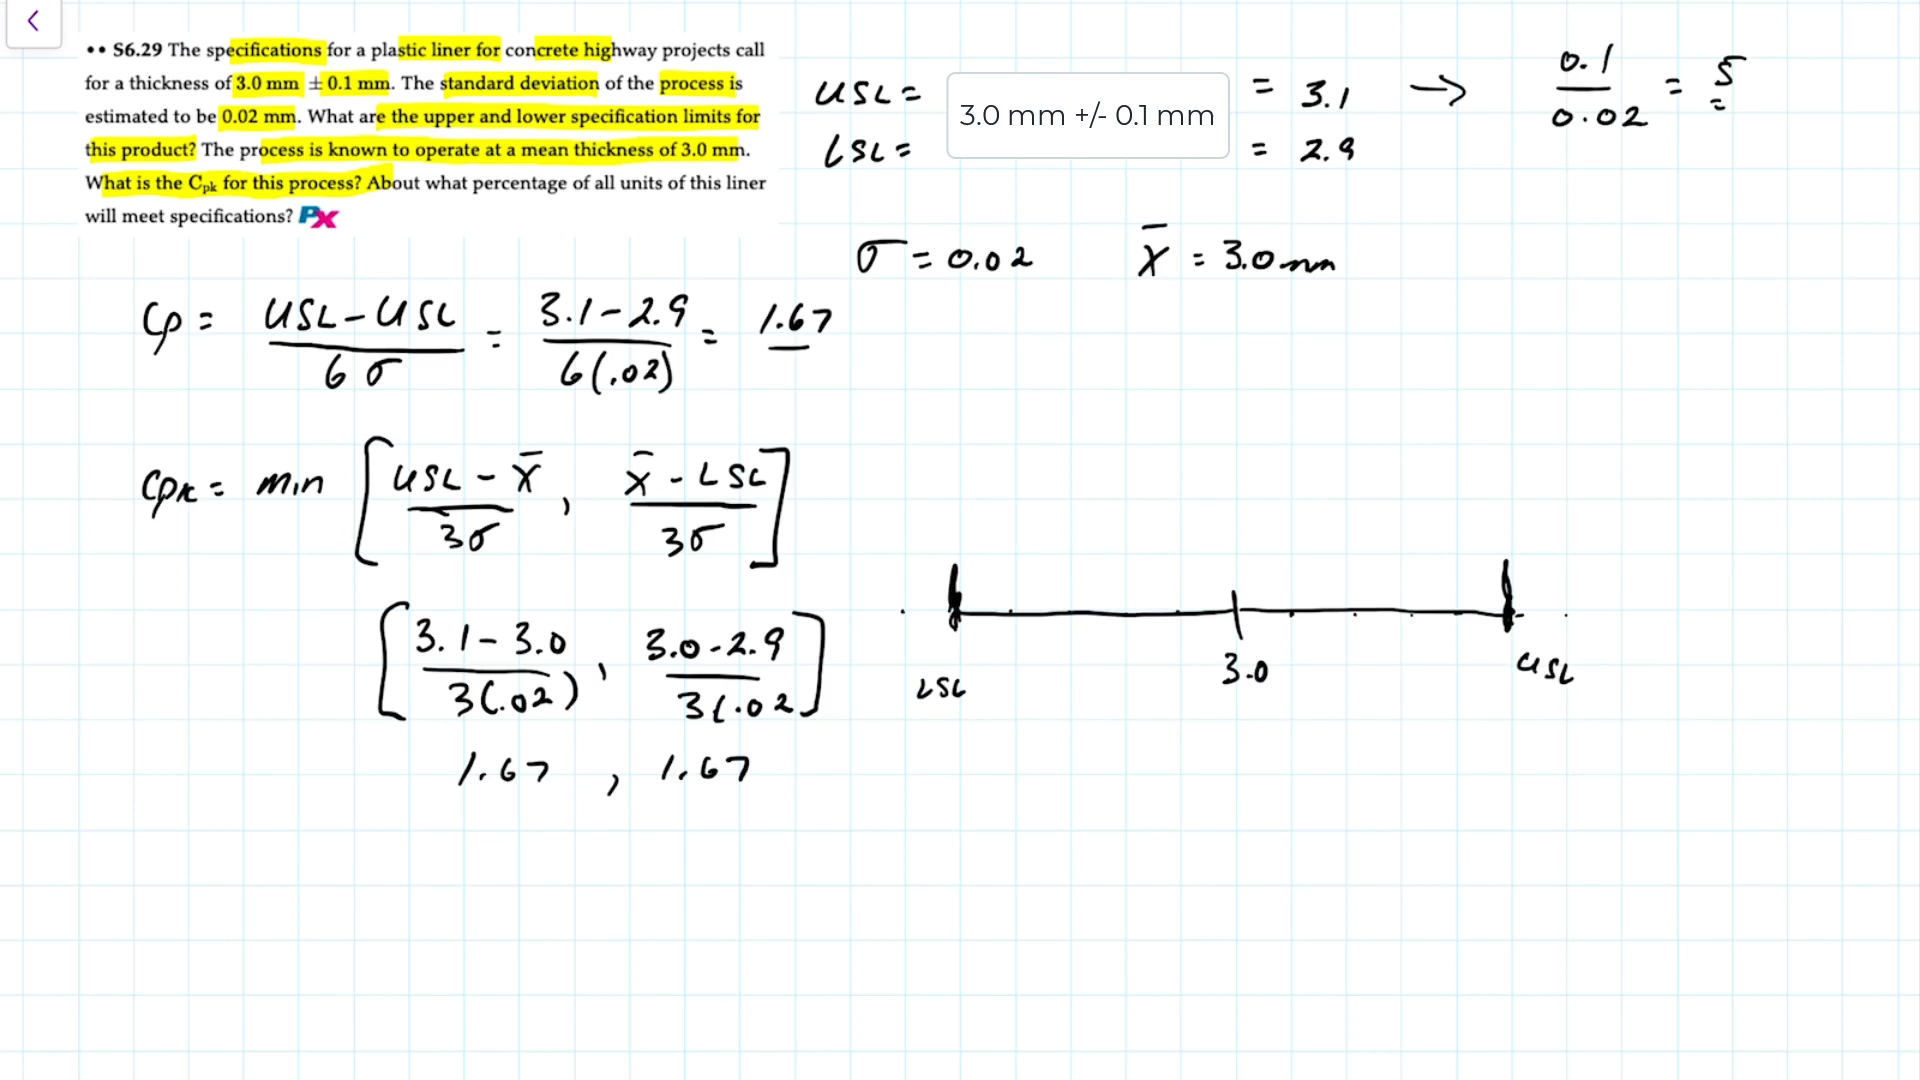 •• S6.29 The specifications for a plastic liner for concrete highway projects call
for a thickness of 3.0 mm ± 0.1 mm. The standard deviation of the process is
estimated to be 0.02 mm. What are the upper and lower specification limits for
this product? The process is known to operate at a mean thickness of 3.0 mm.
What is the Cpk for this process? About what percentage of all units of this liner
will meet specifications? PX
USL = 3.0 mm +/- 0.1 mm = 3.1 → 0.1 / 0.02 = 5
LSL = = 2.9
σ = 0.02 x̄ = 3.0 mm
Cp = USL - USL / 6σ = 3.1 - 2.9 / 6(.02) = 1.67
Cpk = min [ USL - x̄ / 3σ , x̄ - LSL / 3σ ]
[ 3.1 - 3.0 / 3(.02) , 3.0 - 2.9 / 3(.02 ]
1.67 , 1.67
LSL 3.0 USL